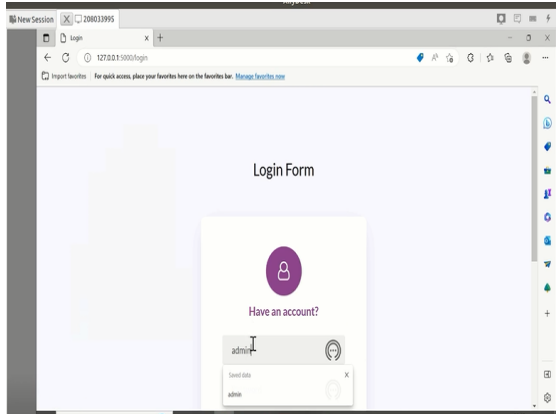 AnyDesk
New Session
208033995
Login
127.0.0.1:5000/login
Import favorites For quick access, place your favorites here on the favorites bar. Manage favorites now
Login Form
Have an account?
admin
Saved data
admin